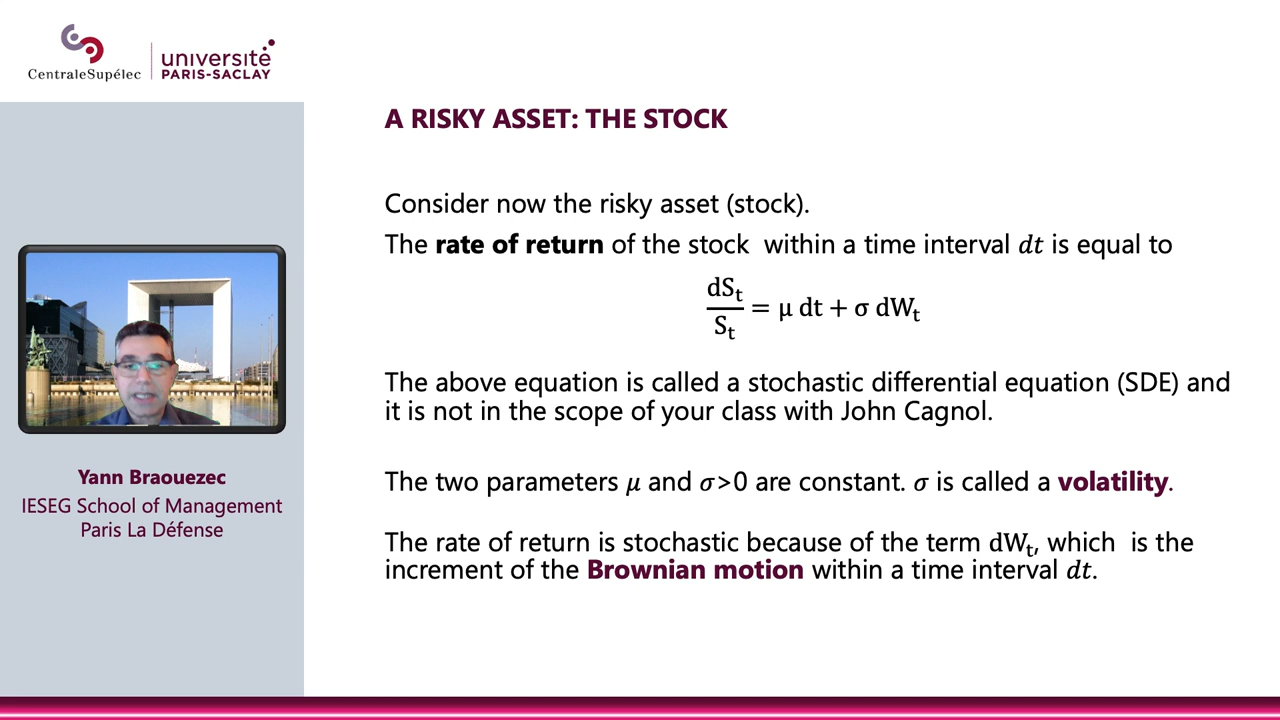 CentraleSupélec
université
PARIS-SACLAY
A RISKY ASSET: THE STOCK
Consider now the risky asset (stock).
The rate of return of the stock  within a time interval 𝑑𝑡 is equal to
dSₜ/Sₜ = μ dt + σ dWₜ
The above equation is called a stochastic differential equation (SDE) and
it is not in the scope of your class with John Cagnol.
The two parameters 𝜇 and 𝜎>0 are constant. 𝜎 is called a volatility.
The rate of return is stochastic because of the term dWₜ, which  is the
increment of the Brownian motion within a time interval 𝑑𝑡.
Yann Braouezec
IESEG School of Management
Paris La Défense